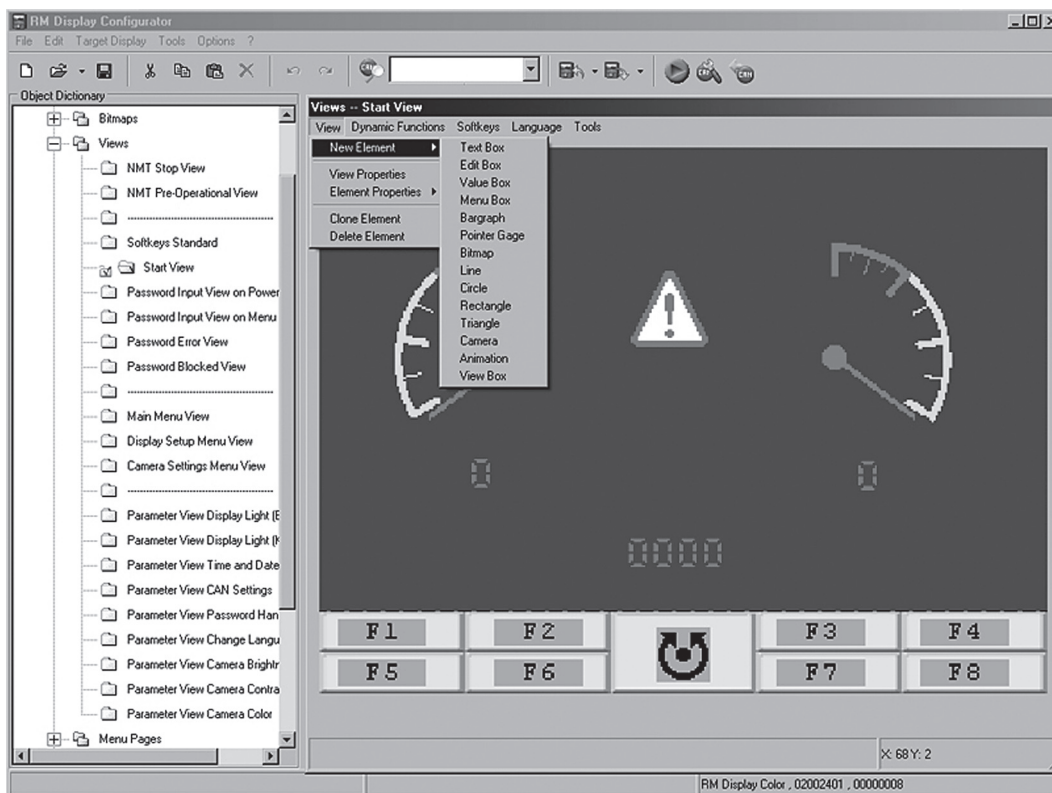 RM Display Configurator
File Edit Target Display Tools Options ?
Object Dictionary
Bitmaps
Views
NMT Stop View
NMT Pre-Operational View
----------------------------------------
Softkeys Standard
Start View
Password Input View on Power
Password Input View on Menu
Password Error View
Password Blocked View
----------------------------------------
Main Menu View
Display Setup Menu View
Camera Settings Menu View
----------------------------------------
Parameter View Display Light (
Parameter View Display Light (
Parameter View Time and Date
Parameter View CAN Settings
Parameter View Password Han
Parameter View Change Langu
Parameter View Camera Brightr
Parameter View Camera Contra
Parameter View Camera Color
Menu Pages
Views -- Start View
View Dynamic Functions Softkeys Language Tools
New Element
View Properties
Element Properties
Clone Element
Delete Element
Text Box
Edit Box
Value Box
Menu Box
Bargraph
Pointer Gage
Bitmap
Line
Circle
Rectangle
Triangle
Camera
Animation
View Box
0 0
0000
F1 F2 F3 F4
F5 F6 F7 F8
X: 68 Y: 2
RM Display Color , 02002401 , 00000008